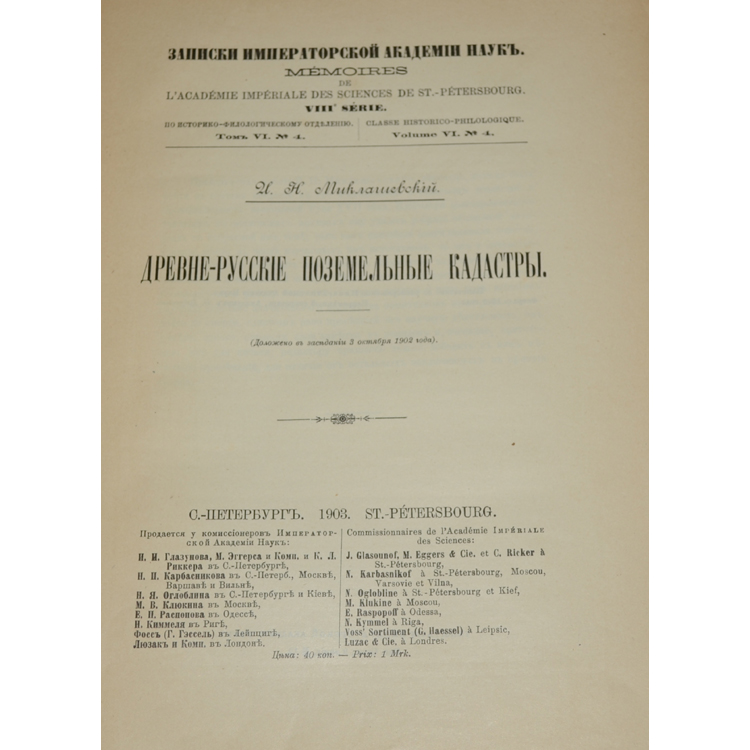 ЗАПИСКИ ИМПЕРАТОРСКОЙ АКАДЕМІИ НАУКЪ.
MÉMOIRES
DE
L'ACADÉMIE IMPÉRIALE DES SCIENCES DE ST.-PÉTERSBOURG.
VIIIᵉ SÉRIE.
ПО ИСТОРИКО-ФИЛОЛОГИЧЕСКОМУ ОТДѢЛЕНІЮ.
Томъ VI. № 4.
CLASSE HISTORICO-PHILOLOGIQUE.
Volume VI. № 4.
И. Н. Миклашевскій.
ДРЕВНЕ-РУССКІЕ ПОЗЕМЕЛЬНЫЕ КАДАСТРЫ.
(Доложено въ засѣданіи 3 октября 1902 года).
С.-ПЕТЕРБУРГЪ. 1903. ST.-PÉTERSBOURG.
Продается у комиссіонеровъ Император-
ской Академіи Наукъ:
И. И. Глазунова, М. Эггерса и Комп. и К. Л.
Риккера въ С.-Петербургѣ,
Н. П. Карбасникова въ С.-Петерб., Москвѣ,
Варшавѣ и Вильнѣ,
Н. Я. Оглоблина въ С.-Петербургѣ и Кіевѣ,
М. В. Клюкина въ Москвѣ,
Е. П. Распопова въ Одессѣ,
Н. Киммеля въ Ригѣ,
Фоссъ (Г. Гэссель) въ Лейпцигѣ,
Люзакъ и Комп. въ Лондонѣ.
Commissionnaires de l'Académie Impériale
des Sciences:
J. Glasounof, M. Eggers & Cie. et C. Ricker à
St.-Pétersbourg,
N. Karbasnikof à St.-Pétersbourg, Moscou,
Varsovie et Vilna,
N. Oglobline à St.-Pétersbourg et Kief,
M. Klukine à Moscou,
E. Raspopoff à Odessa,
N. Kymmel à Riga,
Voss' Sortiment (G. Haessel) à Leipsic,
Luzac & Cie. à Londres.
Цѣна: 40 коп. — Prix: 1 Mrk.